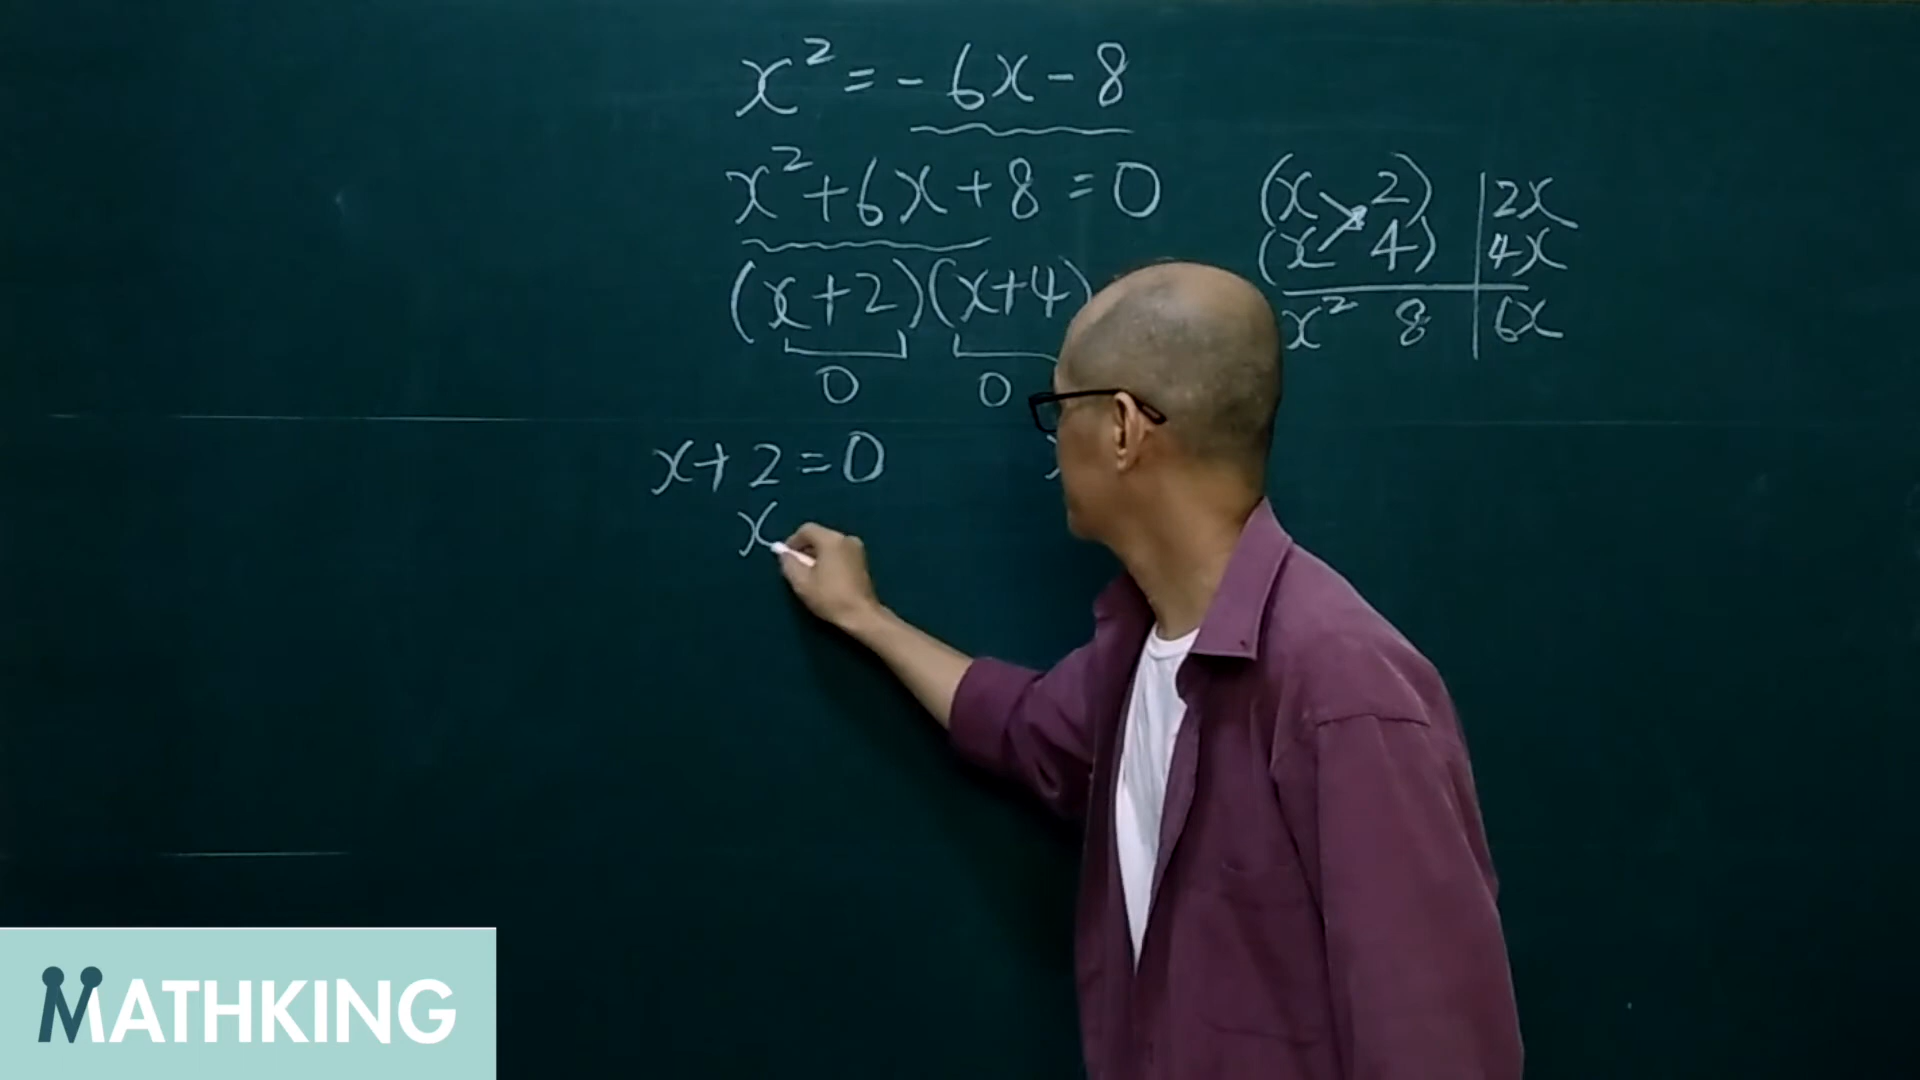 x² = -6x - 8
x² + 6x + 8 = 0
(x+2)(x+4)
0 0
x + 2 = 0
x
(x 2) | 2x
(x 4) | 4x
x² 8 | 6x
MATHKING